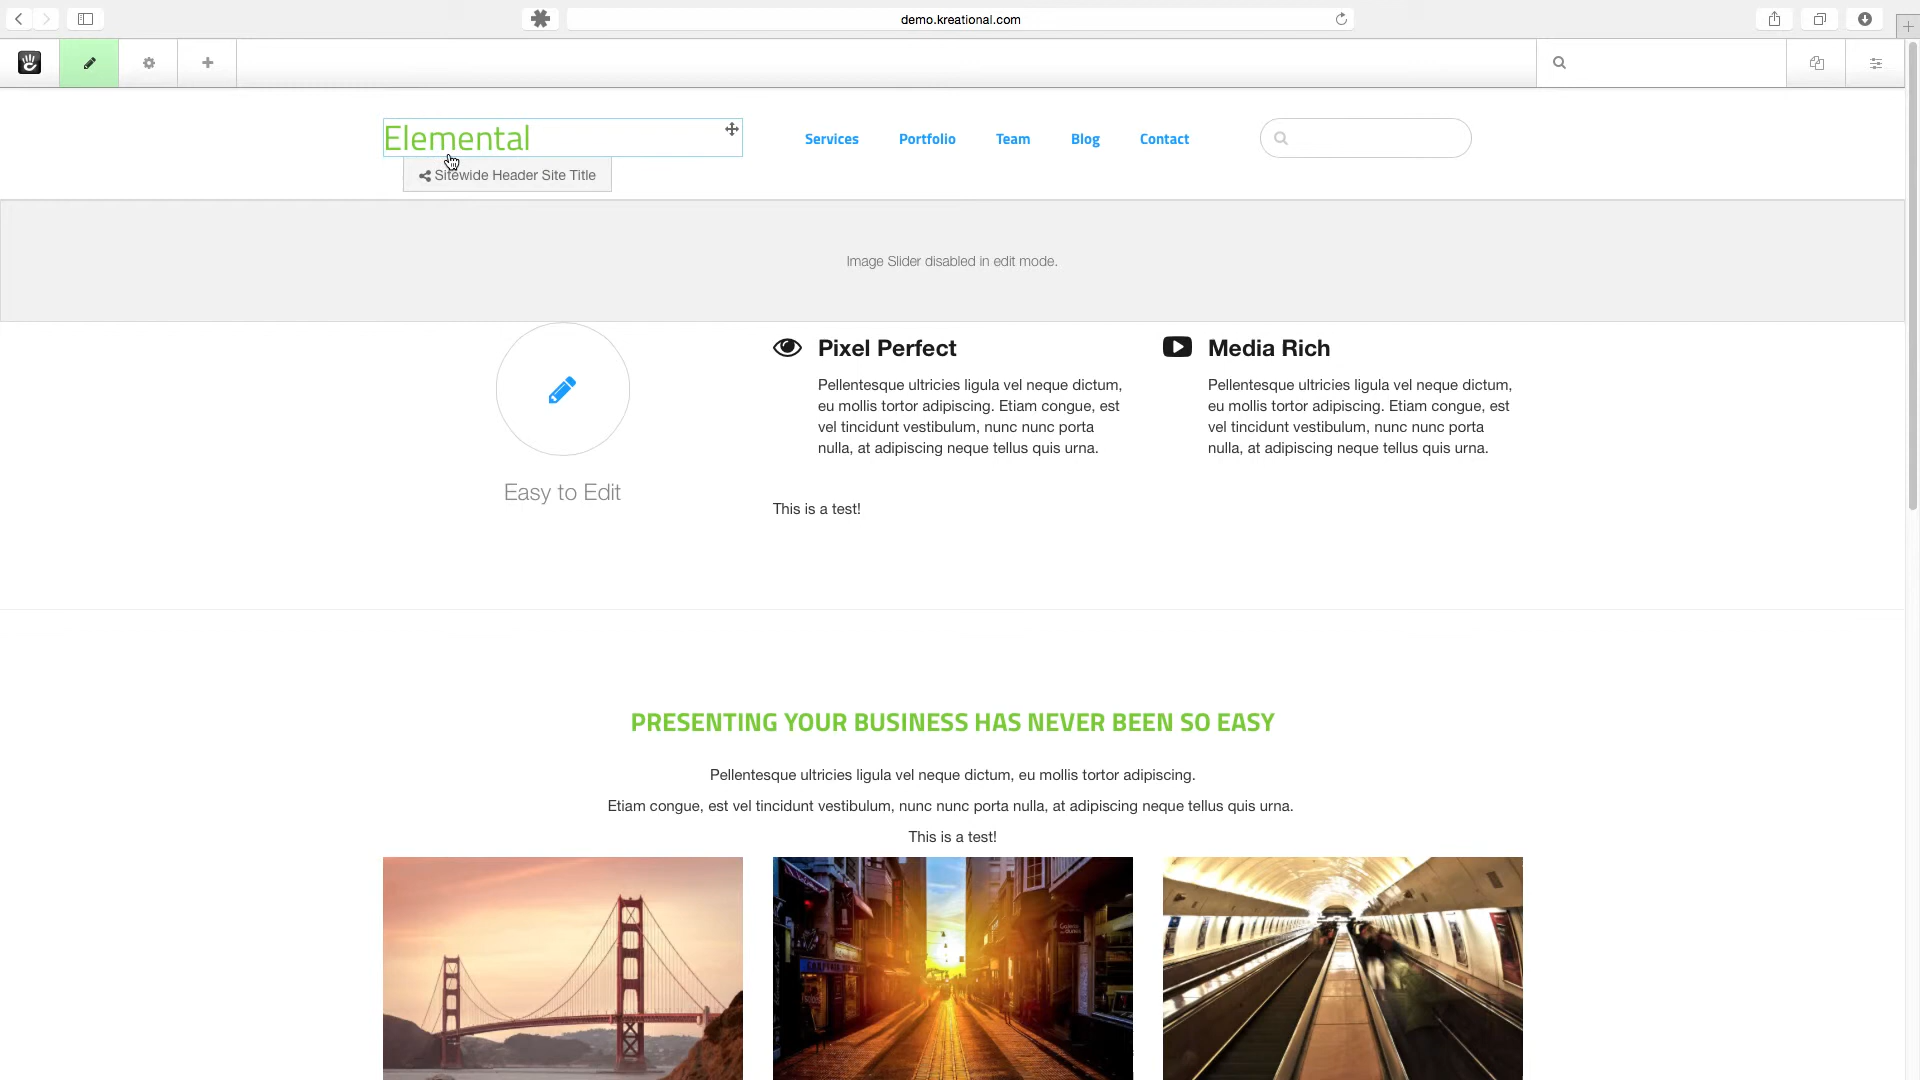 demo.kreational.com
Elemental
Services
Portfolio
Team
Blog
Contact
Sitewide Header Site Title
Image Slider disabled in edit mode.
Easy to Edit
Pixel Perfect
Pellentesque ultricies ligula vel neque dictum,
eu mollis tortor adipiscing. Etiam congue, est
vel tincidunt vestibulum, nunc nunc porta
nulla, at adipiscing neque tellus quis urna.
This is a test!
Media Rich
Pellentesque ultricies ligula vel neque dictum,
eu mollis tortor adipiscing. Etiam congue, est
vel tincidunt vestibulum, nunc nunc porta
nulla, at adipiscing neque tellus quis urna.
PRESENTING YOUR BUSINESS HAS NEVER BEEN SO EASY
Pellentesque ultricies ligula vel neque dictum, eu mollis tortor adipiscing.
Etiam congue, est vel tincidunt vestibulum, nunc nunc porta nulla, at adipiscing neque tellus quis urna.
This is a test!